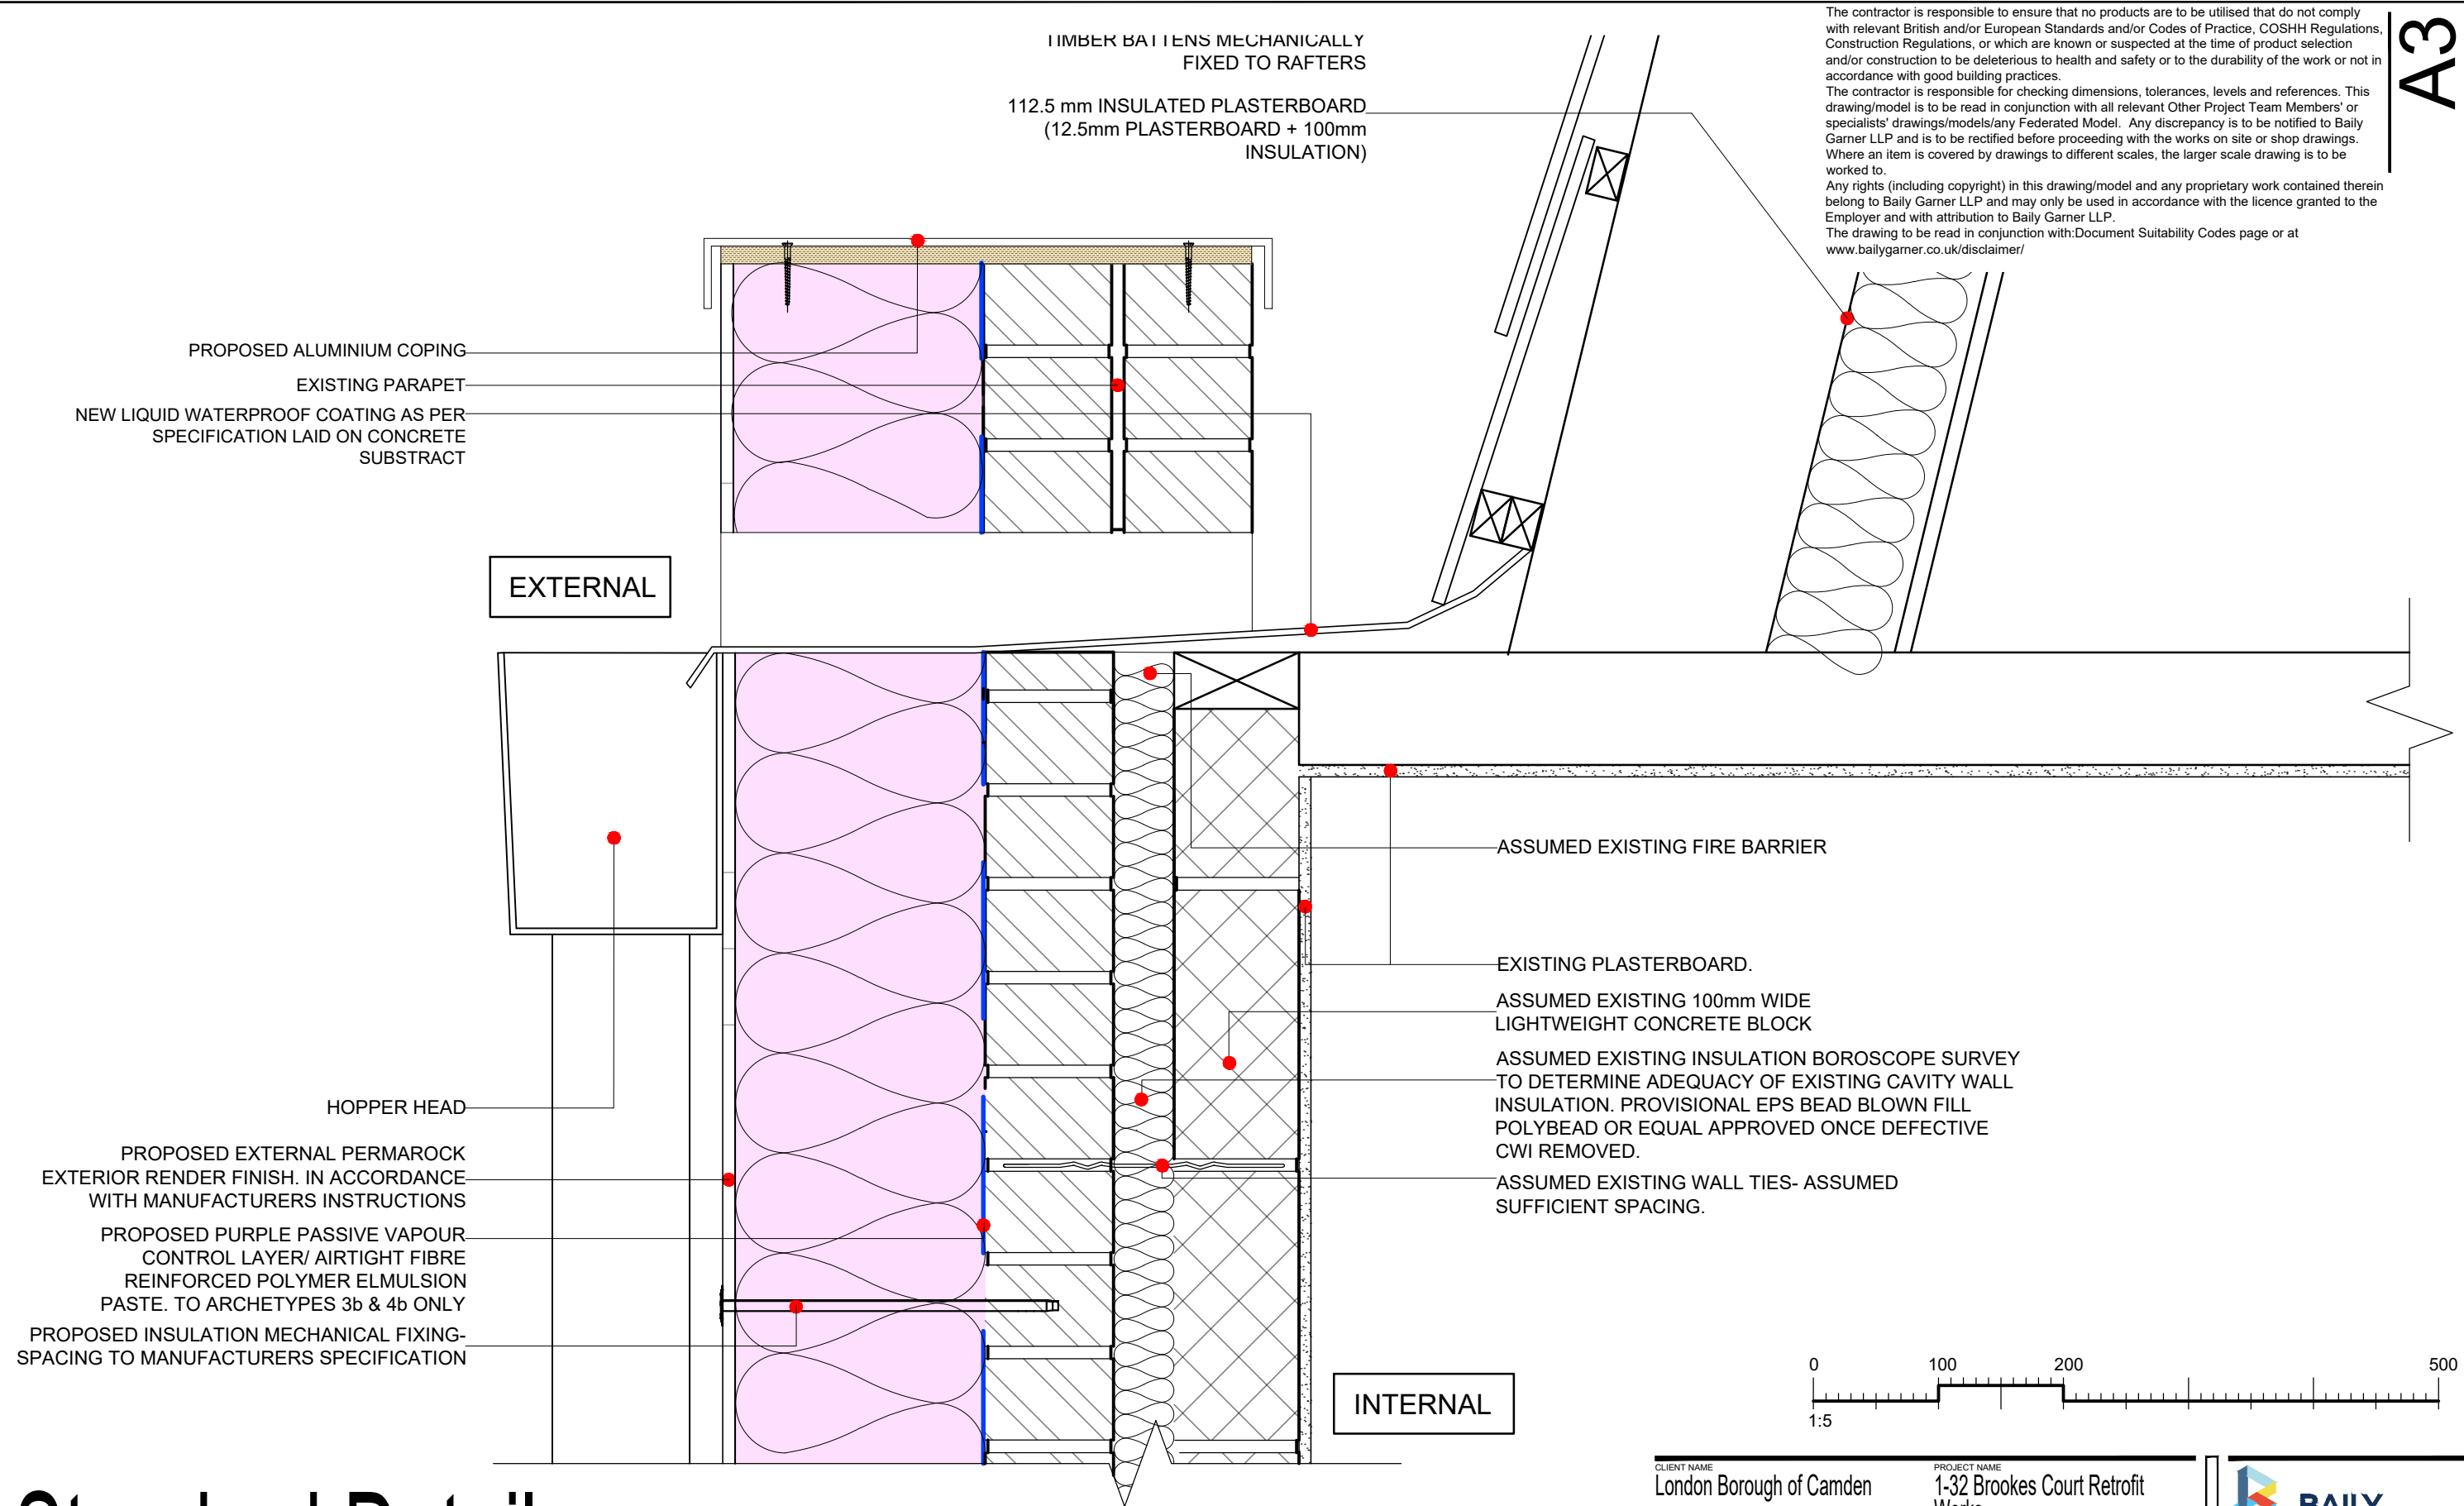 TIMBER BATTENS MECHANICALLY
FIXED TO RAFTERS
112.5 mm INSULATED PLASTERBOARD
(12.5mm PLASTERBOARD + 100mm
INSULATION)
The contractor is responsible to ensure that no products are to be utilised that do not comply
with relevant British and/or European Standards and/or Codes of Practice, COSHH Regulations,
Construction Regulations, or which are known or suspected at the time of product selection
and/or construction to be deleterious to health and safety or to the durability of the work or not in
accordance with good building practices.
The contractor is responsible for checking dimensions, tolerances, levels and references. This
drawing/model is to be read in conjunction with all relevant Other Project Team Members' or
specialists' drawings/models/any Federated Model. Any discrepancy is to be notified to Baily
Garner LLP and is to be rectified before proceeding with the works on site or shop drawings.
Where an item is covered by drawings to different scales, the larger scale drawing is to be
worked to.
Any rights (including copyright) in this drawing/model and any proprietary work contained therein
belong to Baily Garner LLP and may only be used in accordance with the licence granted to the
Employer and with attribution to Baily Garner LLP.
The drawing to be read in conjunction with:Document Suitability Codes page or at
www.bailygarner.co.uk/disclaimer/
A3
PROPOSED ALUMINIUM COPING
EXISTING PARAPET
NEW LIQUID WATERPROOF COATING AS PER
SPECIFICATION LAID ON CONCRETE
SUBSTRACT
EXTERNAL
HOPPER HEAD
PROPOSED EXTERNAL PERMAROCK
EXTERIOR RENDER FINISH. IN ACCORDANCE
WITH MANUFACTURERS INSTRUCTIONS
PROPOSED PURPLE PASSIVE VAPOUR
CONTROL LAYER/ AIRTIGHT FIBRE
REINFORCED POLYMER ELMULSION
PASTE. TO ARCHETYPES 3b & 4b ONLY
PROPOSED INSULATION MECHANICAL FIXING-
SPACING TO MANUFACTURERS SPECIFICATION
ASSUMED EXISTING FIRE BARRIER
EXISTING PLASTERBOARD.
ASSUMED EXISTING 100mm WIDE
LIGHTWEIGHT CONCRETE BLOCK
ASSUMED EXISTING INSULATION BOROSCOPE SURVEY
TO DETERMINE ADEQUACY OF EXISTING CAVITY WALL
INSULATION. PROVISIONAL EPS BEAD BLOWN FILL
POLYBEAD OR EQUAL APPROVED ONCE DEFECTIVE
CWI REMOVED.
ASSUMED EXISTING WALL TIES- ASSUMED
SUFFICIENT SPACING.
INTERNAL
0 100 200 500
1:5
CLIENT NAME
London Borough of Camden
PROJECT NAME
1-32 Brookes Court Retrofit
Works
BAILY
Standard Detail